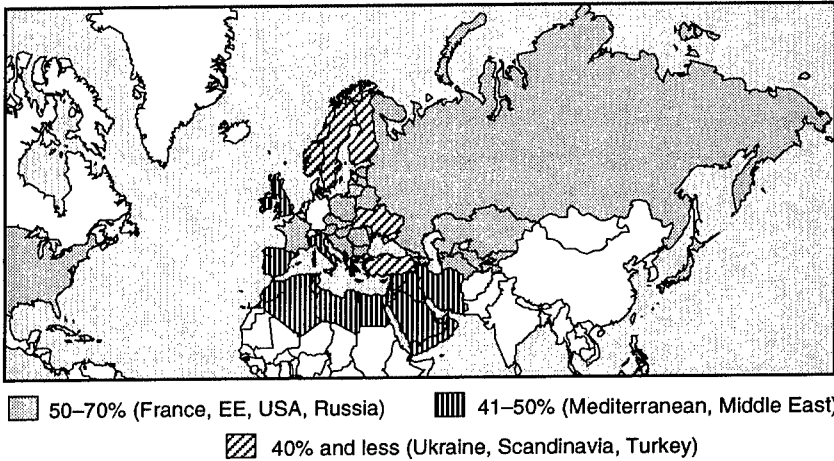 50–70% (France, EE, USA, Russia) 41–50% (Mediterranean, Middle East)
40% and less (Ukraine, Scandinavia, Turkey)